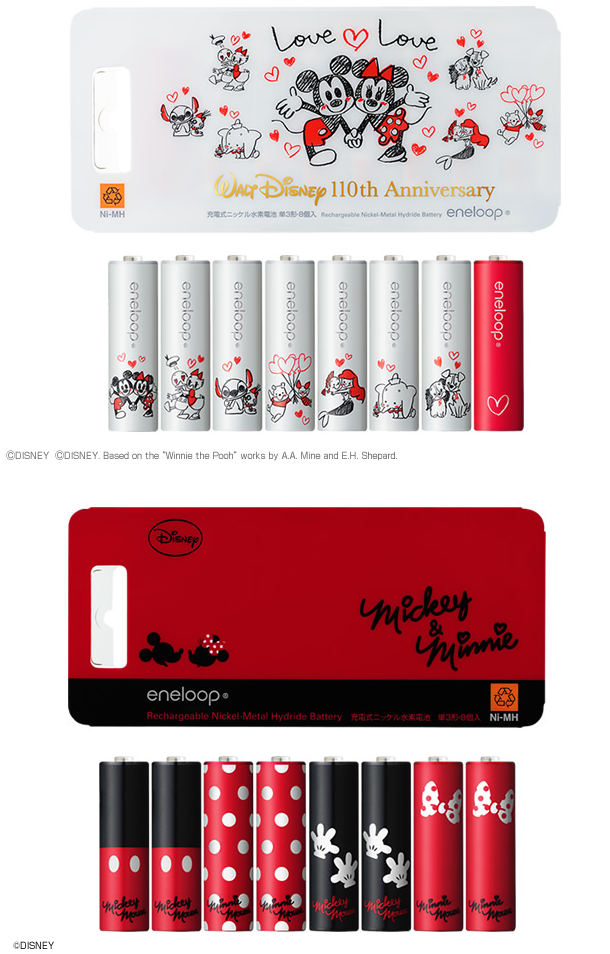 Love Love
WALT DISNEY 110th Anniversary
Ni-MH
充電式ニッケル水素電池 単3形・8個入 Rechargeable Nickel-Metal Hydride Battery eneloop®
eneloop®
eneloop®
eneloop®
eneloop®
eneloop®
eneloop®
eneloop®
eneloop®
©DISNEY ©DISNEY. Based on the "Winnie the Pooh" works by A.A. Mine and E.H. Shepard.
Disney
Mickey
&
Minnie
eneloop®
Rechargeable Nickel-Metal Hydride Battery 充電式ニッケル水素電池 単3形・8個入 Ni-MH
Mickey Mouse
Mickey Mouse
Minnie Mouse
Minnie Mouse
Mickey Mouse
Mickey Mouse
Minnie Mouse
Minnie Mouse
©DISNEY